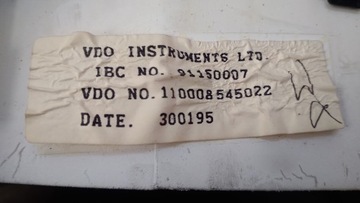 VDO INSTRUMENTS LTD.
IBC NO. 91150007
VDO NO. 110008545022
DATE. 300195